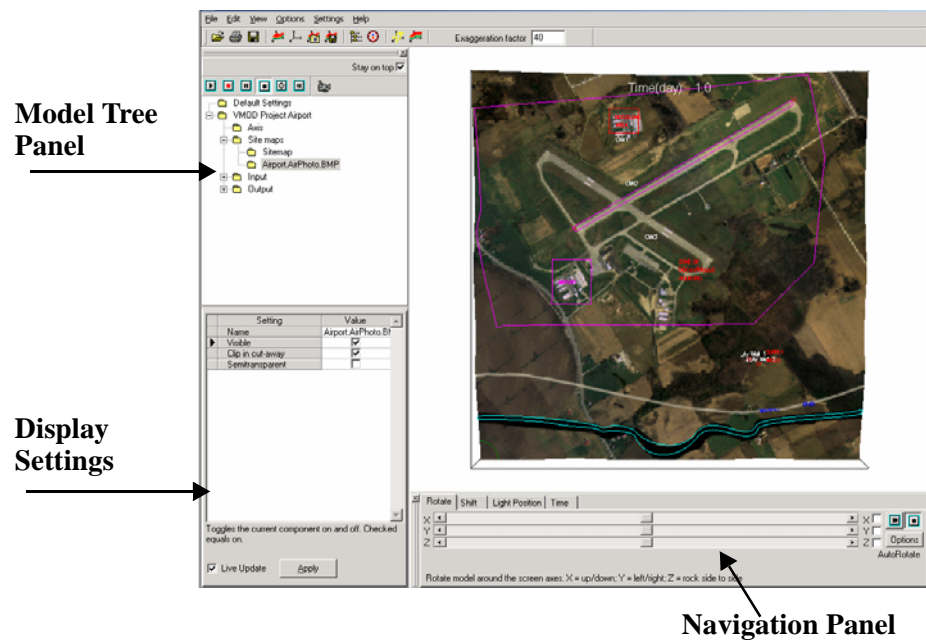 File Edit View Options Settings Help
Exaggeration factor 40
Stay on top
Model Tree
Panel
Default Settings
VMOD Project Airport
Axis
Site maps
Sitemap
Airport.AirPhoto.BMP
Input
Output
Time(day): 1.0
OW1
OW2
OW3
Setting Value
Name Airport.AirPhoto.B
Visible
Clip in cut-away
Semitransparent
Display
Settings
Toggles the current component on and off. Checked
equals on.
Live Update Apply
Rotate Shift Light Position Time
X X
Y Y
Z Z
Options
AutoRotate
Rotate model around the screen axes. X = up/down; Y = left/right; Z = rock side to side
Navigation Panel